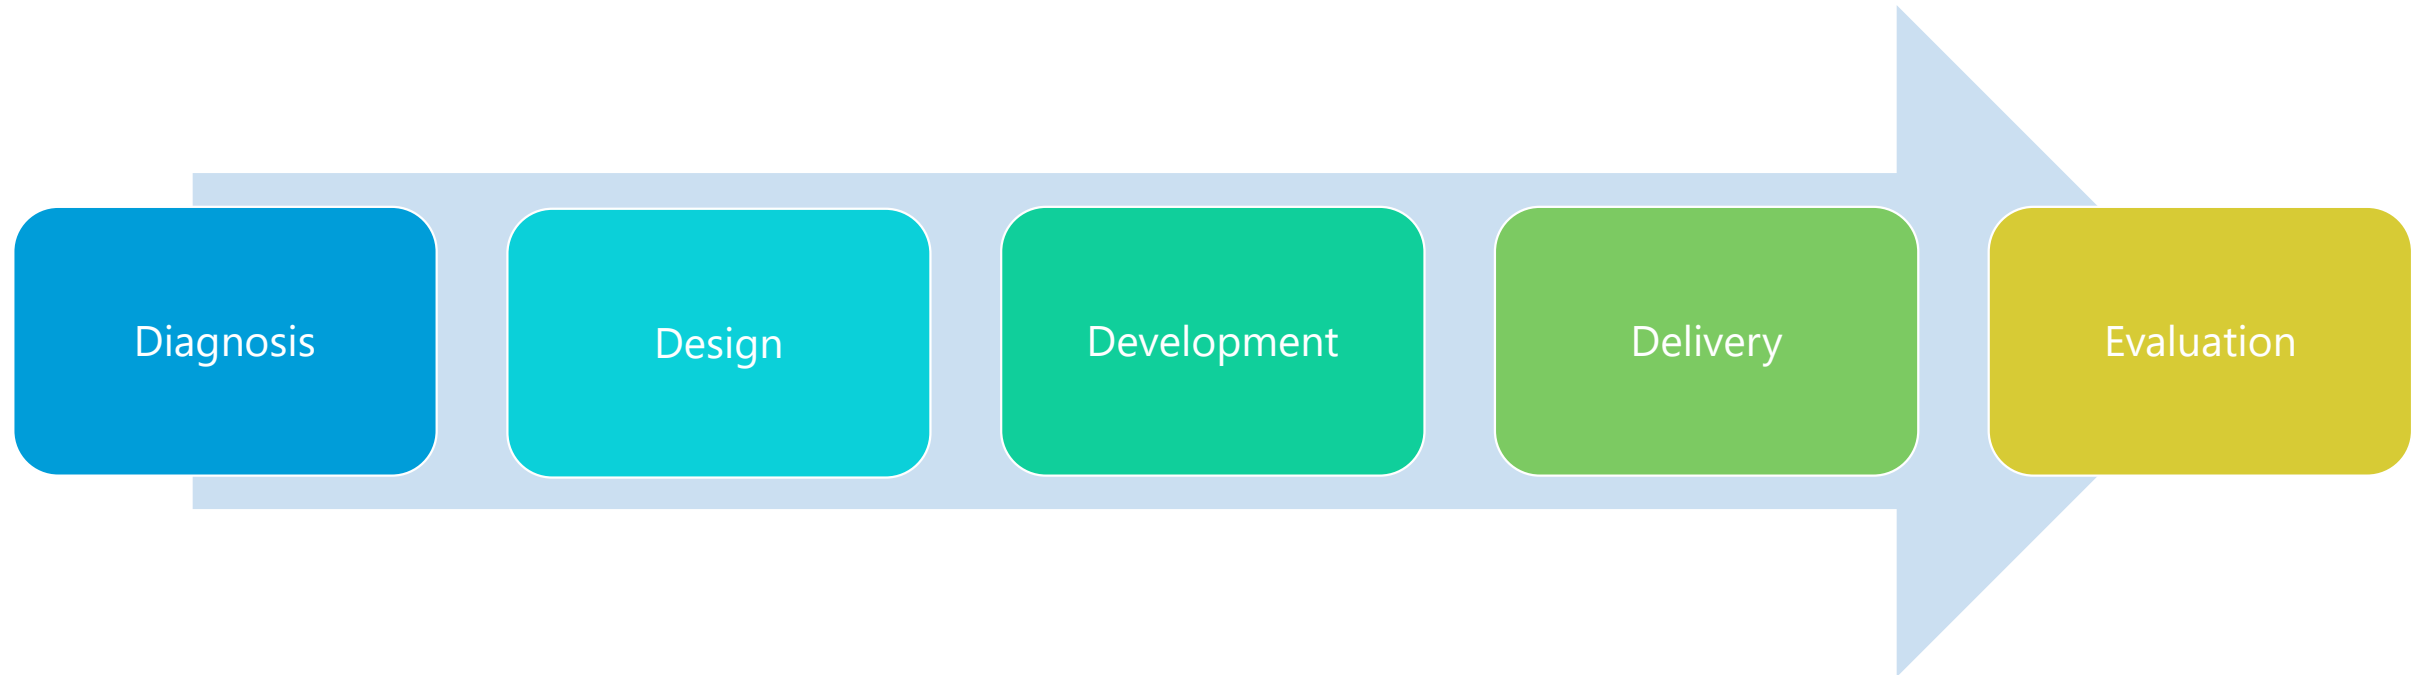 Diagnosis
Design
Development
Delivery
Evaluation